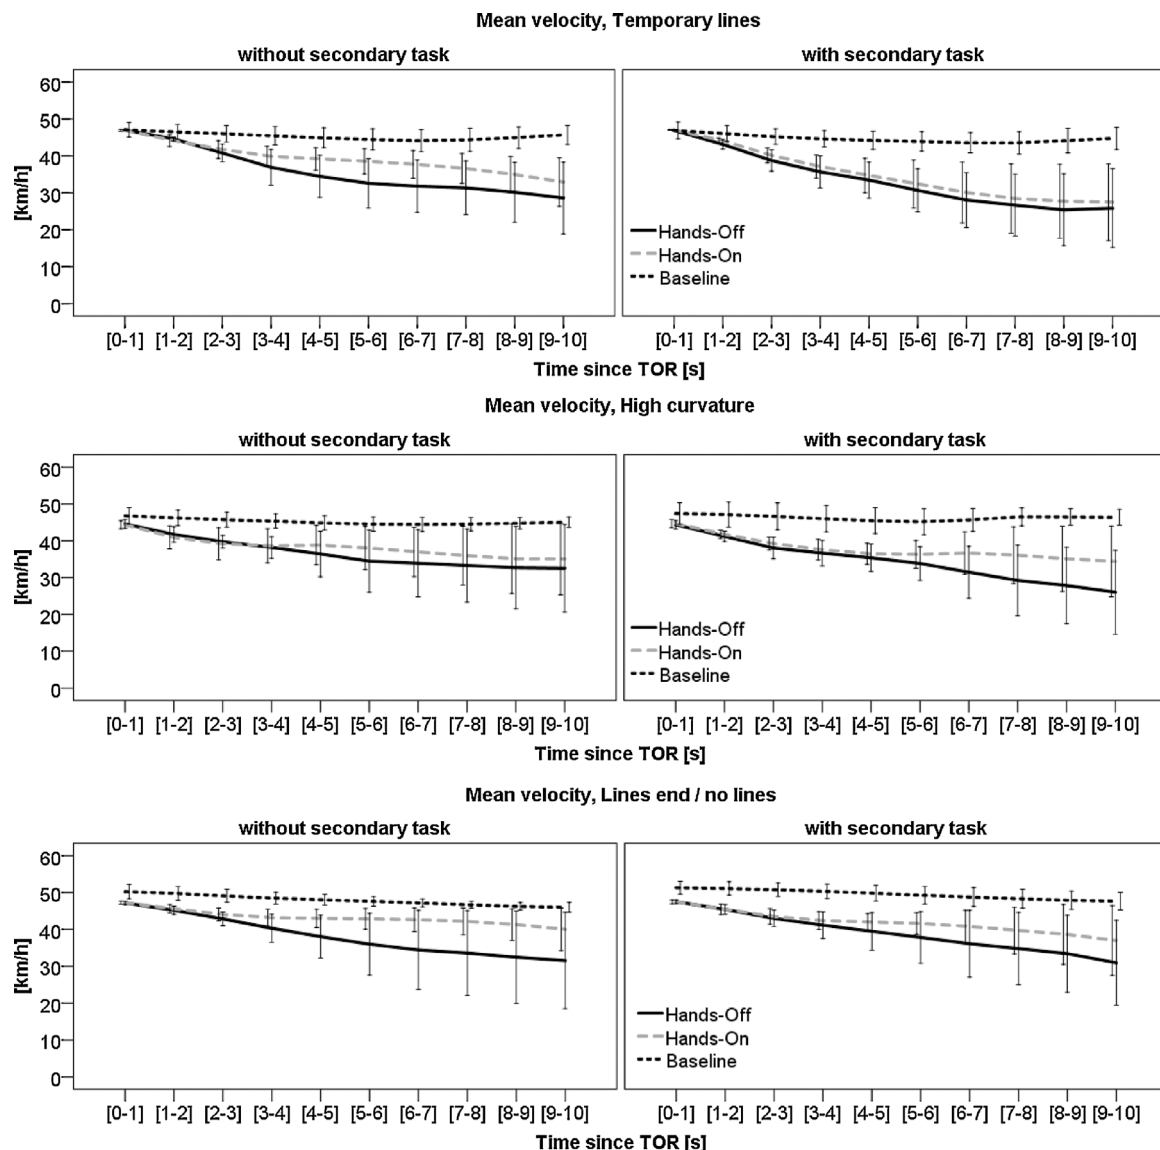 Mean velocity, Temporary lines
without secondary task
with secondary task
60
50
40
30
20
10
0
[km/h]
Hands-Off
Hands-On
Baseline
[0-1] [1-2] [2-3] [3-4] [4-5] [5-6] [6-7] [7-8] [8-9] [9-10]
[0-1] [1-2] [2-3] [3-4] [4-5] [5-6] [6-7] [7-8] [8-9] [9-10]
Time since TOR [s]
Mean velocity, High curvature
without secondary task
with secondary task
60
50
40
30
20
10
0
[km/h]
Hands-Off
Hands-On
Baseline
[0-1] [1-2] [2-3] [3-4] [4-5] [5-6] [6-7] [7-8] [8-9] [9-10]
[0-1] [1-2] [2-3] [3-4] [4-5] [5-6] [6-7] [7-8] [8-9] [9-10]
Time since TOR [s]
Mean velocity, Lines end / no lines
without secondary task
with secondary task
60
50
40
30
20
10
0
[km/h]
Hands-Off
Hands-On
Baseline
[0-1] [1-2] [2-3] [3-4] [4-5] [5-6] [6-7] [7-8] [8-9] [9-10]
[0-1] [1-2] [2-3] [3-4] [4-5] [5-6] [6-7] [7-8] [8-9] [9-10]
Time since TOR [s]